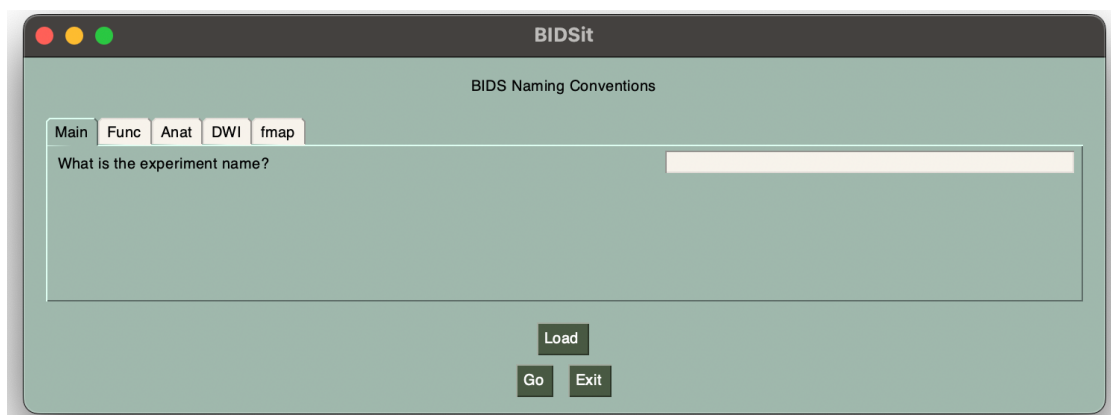 BIDSit
BIDS Naming Conventions
Main Func Anat DWI fmap
What is the experiment name?
Load
Go Exit